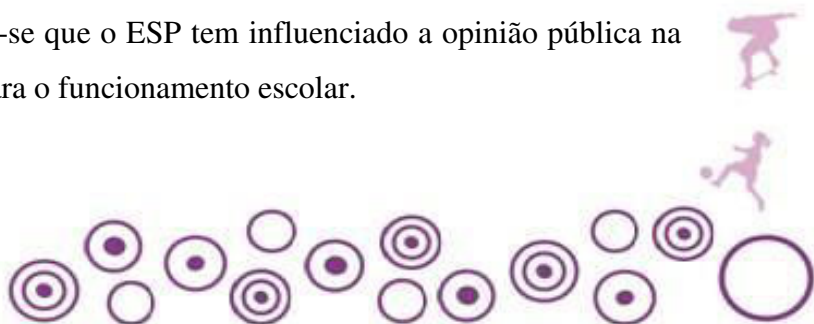 -se que o ESP tem influenciado a opinião pública na
ra o funcionamento escolar.